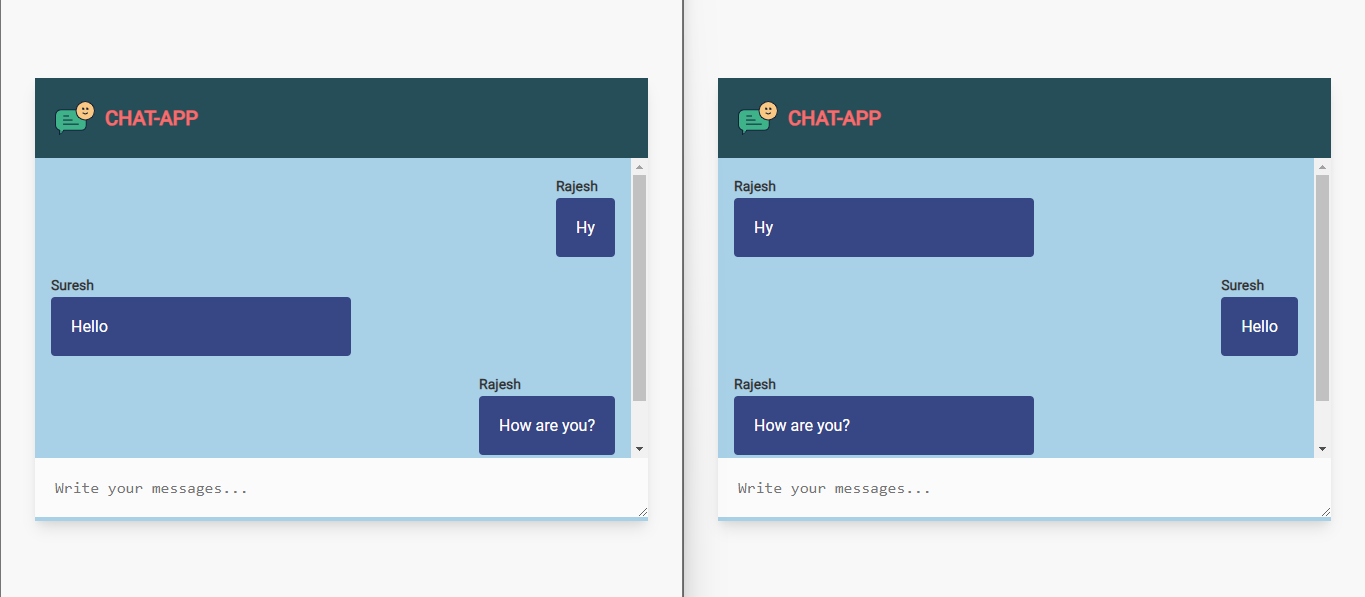 CHAT-APP
Rajesh
Hy
Suresh
Hello
Rajesh
How are you?
Write your messages...
CHAT-APP
Rajesh
Hy
Suresh
Hello
Rajesh
How are you?
Write your messages...